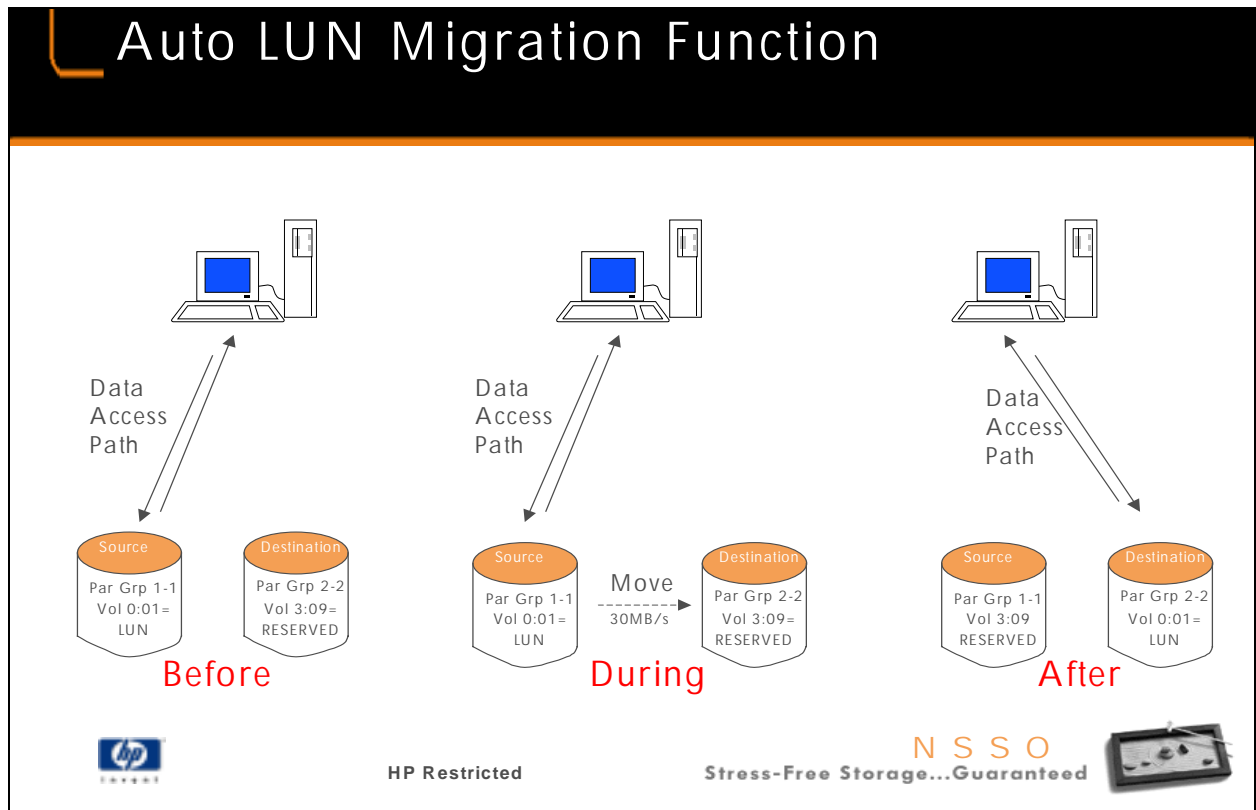 Auto LUN Migration Function
Data
Access
Path
Source
Par Grp 1-1
Vol 0:01=
LUN
Destination
Par Grp 2-2
Vol 3:09=
RESERVED
Before
Data
Access
Path
Source
Par Grp 1-1
Vol 0:01=
LUN
Move
30MB/s
Destination
Par Grp 2-2
Vol 3:09=
RESERVED
During
Data
Access
Path
Source
Par Grp 1-1
Vol 3:09
RESERVED
Destination
Par Grp 2-2
Vol 0:01=
LUN
After
hp
invent
HP Restricted
NSSO
Stress-Free Storage...Guaranteed